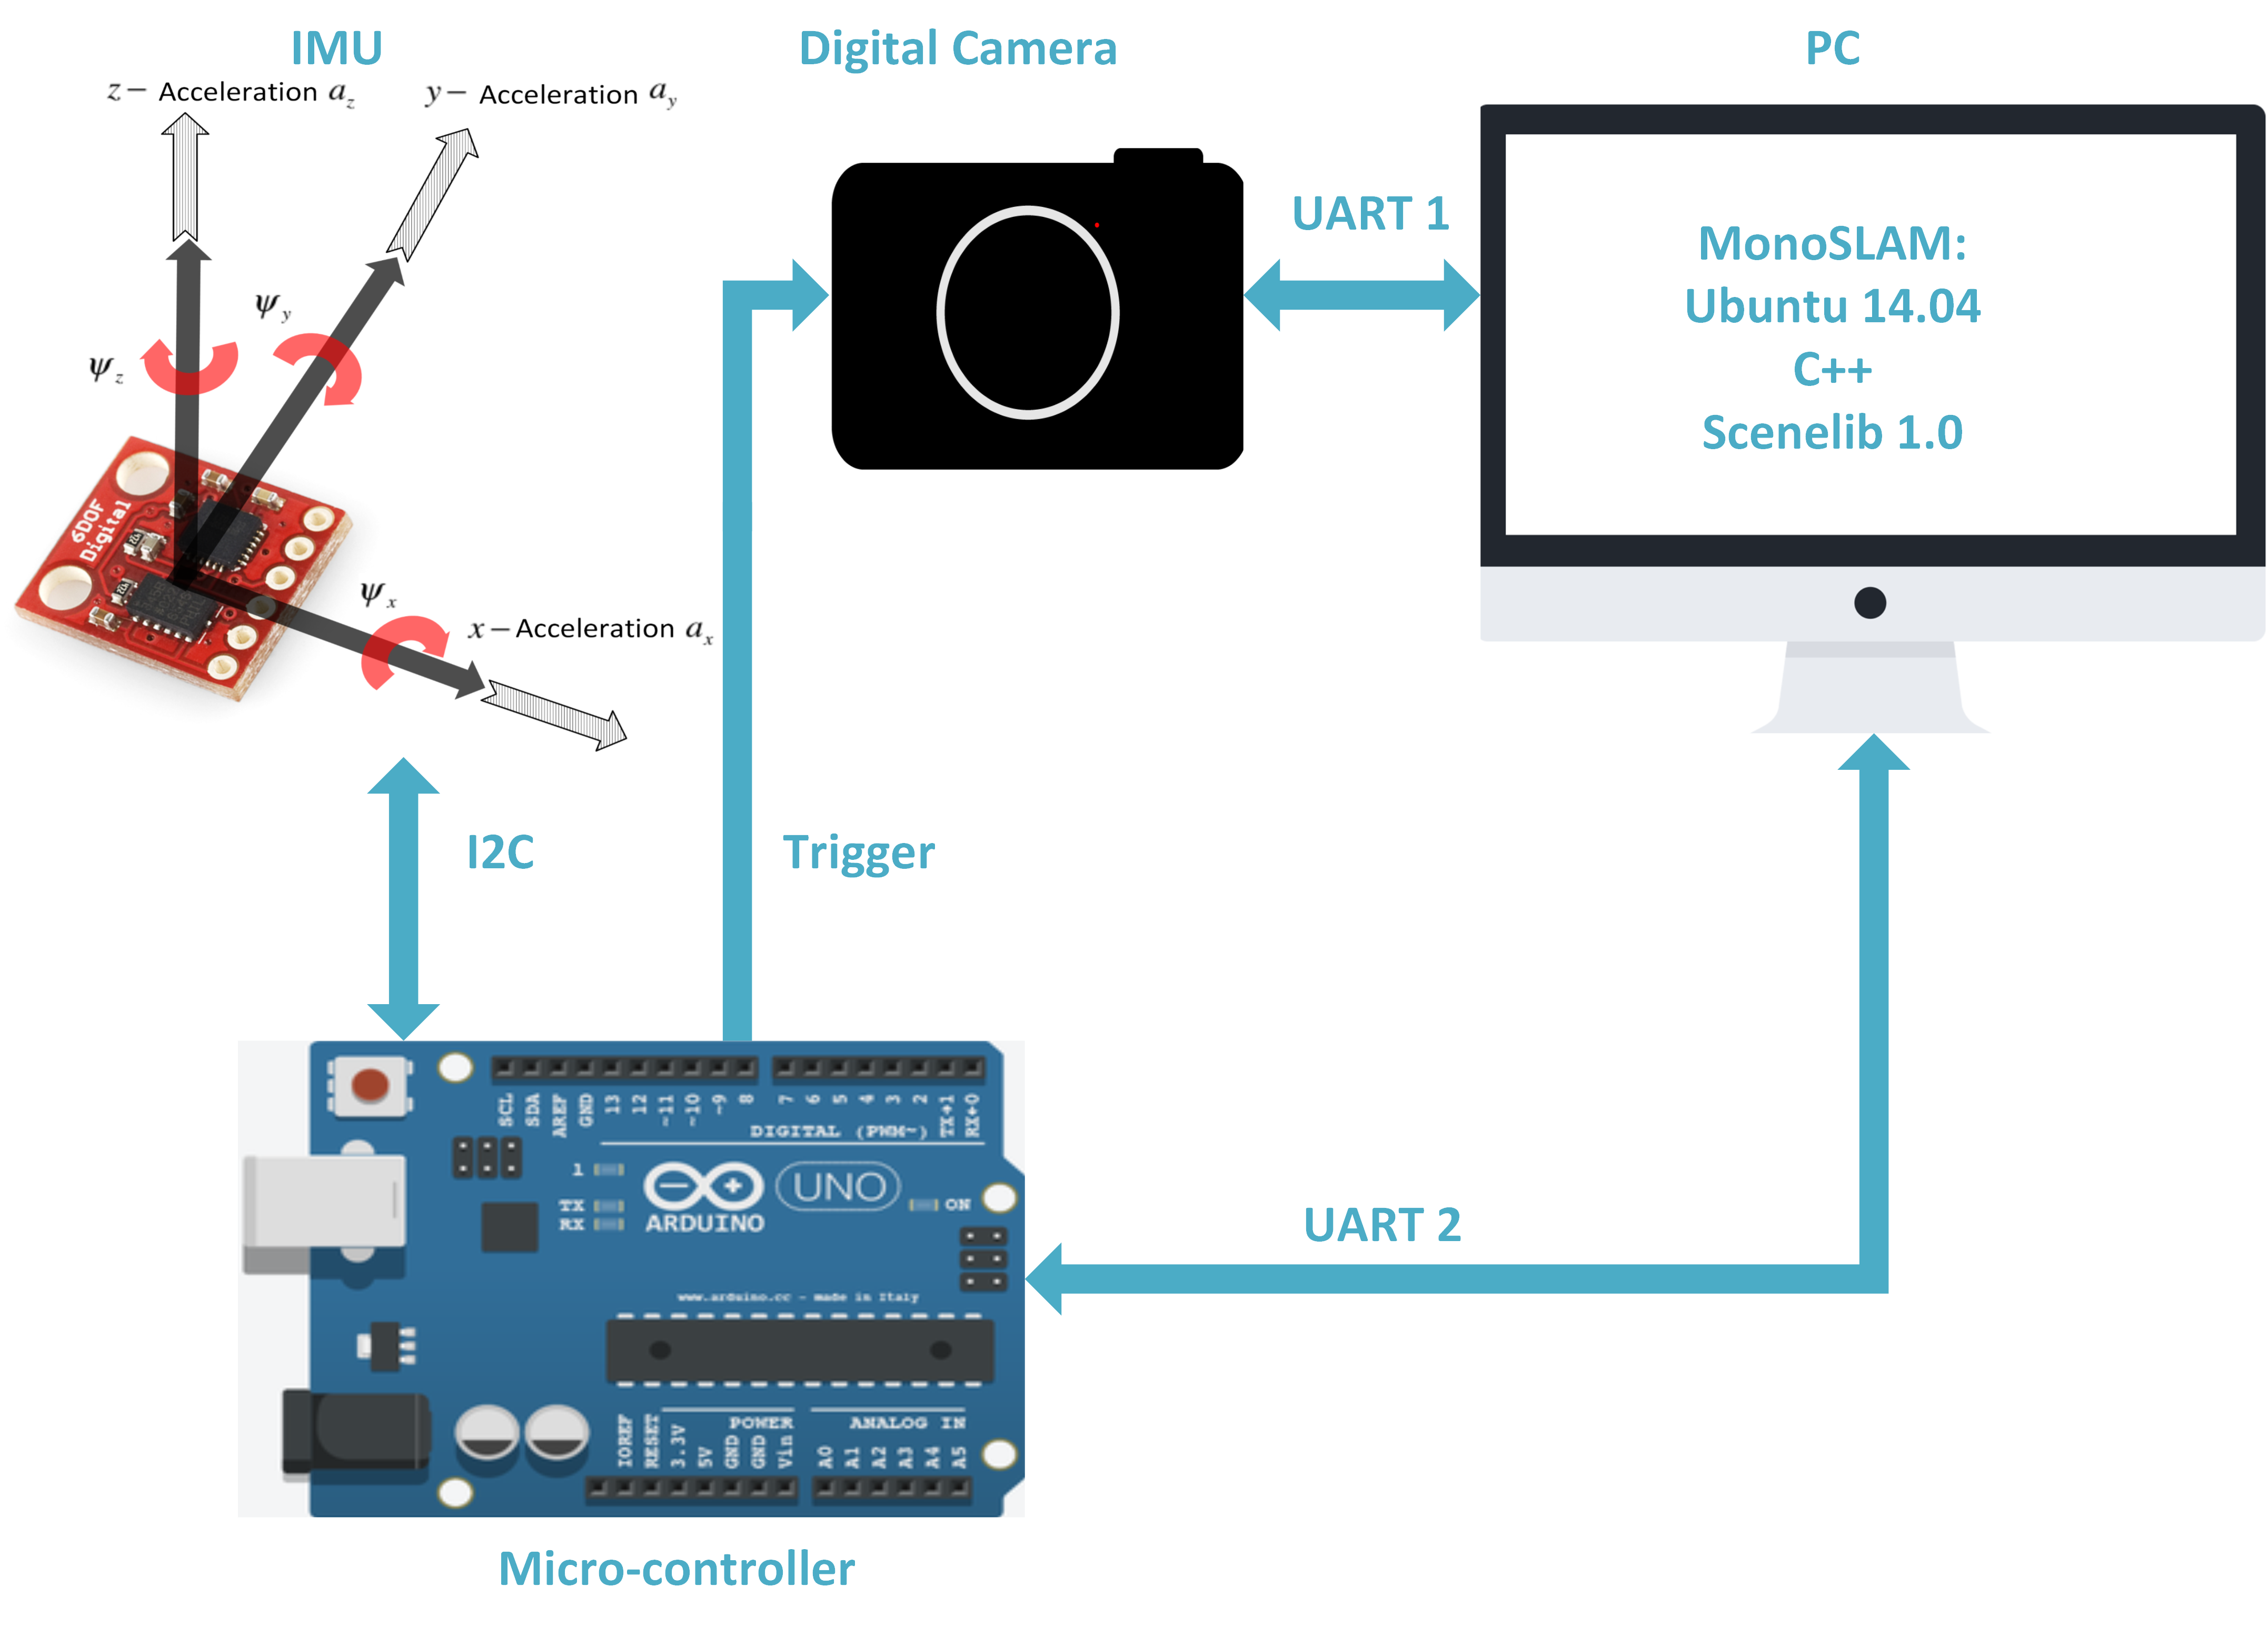 IMU
Digital Camera
PC
z – Acceleration a_z
y – Acceleration a_y
UART 1
MonoSLAM:
Ubuntu 14.04
C++
Scenelib 1.0
ψ_y
ψ_z
6DOF
Digital
ψ_x
x – Acceleration a_x
I2C
Trigger
SCL
SDA
AREF
GND
13
12
~11
~10
~9
8
7
6
5
4
3
2
TX→1
RX←0
DIGITAL (PWM~)
1
TX
RX
ARDUINO
UNO
ON
UART 2
www.arduino.cc - made in Italy
POWER
ANALOG IN
IOREF
RESET
3.3V
5V
GND
GND
Vin
A0
A1
A2
A3
A4
A5
Micro-controller